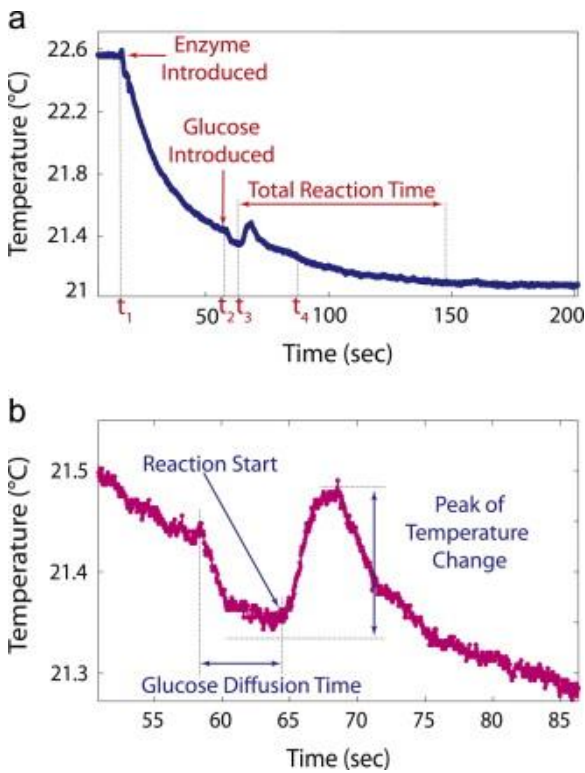 a
22.6
22.2
21.8
21.4
21
Temperature (°C)
Enzyme
Introduced
Glucose
Introduced
Total Reaction Time
t1
50
t2
t3
t4
100
150
200
Time (sec)
b
21.5
21.4
21.3
Temperature (°C)
Reaction Start
Peak of
Temperature
Change
Glucose Diffusion Time
55
60
65
70
75
80
85
Time (sec)